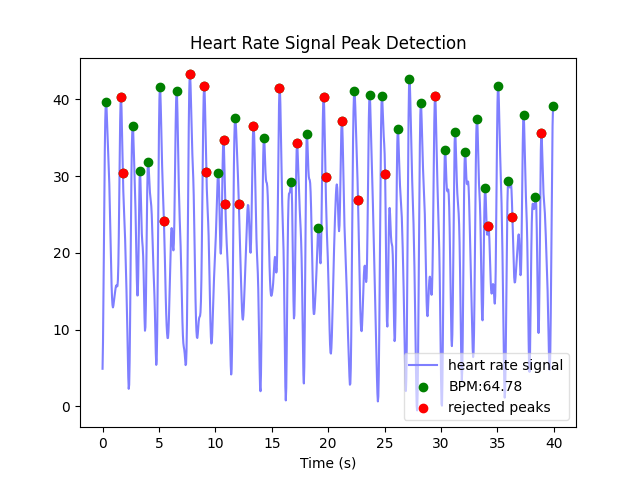 Heart Rate Signal Peak Detection
40
30
20
10
0
heart rate signal
BPM:64.78
rejected peaks
0 5 10 15 20 25 30 35 40
Time (s)